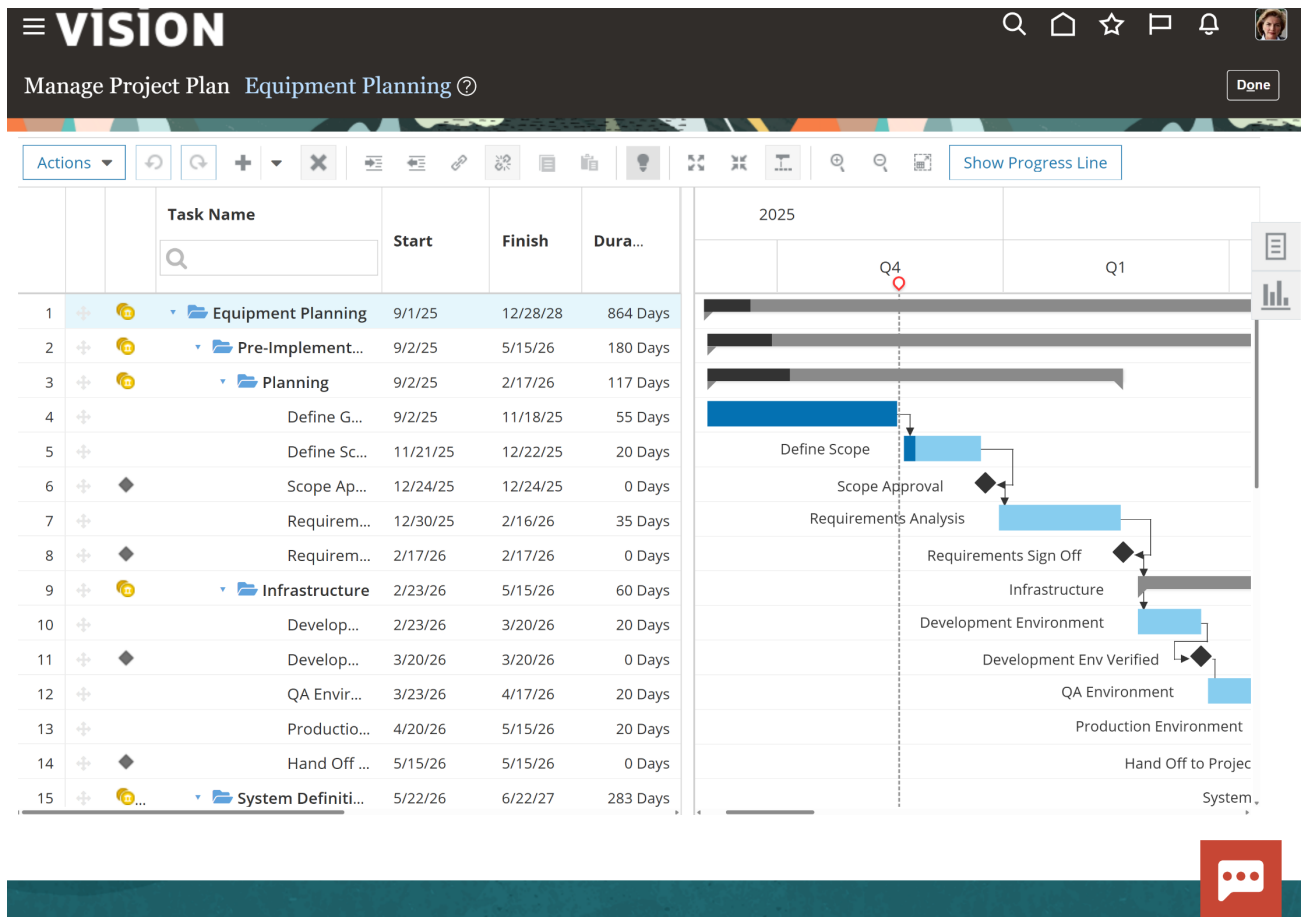 VISION
Manage Project Plan Equipment Planning ?
Done
Actions
Show Progress Line
Task Name Start Finish Dura...
2025
Q4 Q1
1 Equipment Planning 9/1/25 12/28/28 864 Days
2 Pre-Implement... 9/2/25 5/15/26 180 Days
3 Planning 9/2/25 2/17/26 117 Days
4 Define G... 9/2/25 11/18/25 55 Days
5 Define Sc... 11/21/25 12/22/25 20 Days Define Scope
6 Scope Ap... 12/24/25 12/24/25 0 Days Scope Approval
7 Requirem... 12/30/25 2/16/26 35 Days Requirements Analysis
8 Requirem... 2/17/26 2/17/26 0 Days Requirements Sign Off
9 Infrastructure 2/23/26 5/15/26 60 Days Infrastructure
10 Develop... 2/23/26 3/20/26 20 Days Development Environment
11 Develop... 3/20/26 3/20/26 0 Days Development Env Verified
12 QA Envir... 3/23/26 4/17/26 20 Days QA Environment
13 Productio... 4/20/26 5/15/26 20 Days Production Environment
14 Hand Off ... 5/15/26 5/15/26 0 Days Hand Off to Projec
15 ... System Definiti... 5/22/26 6/22/27 283 Days System